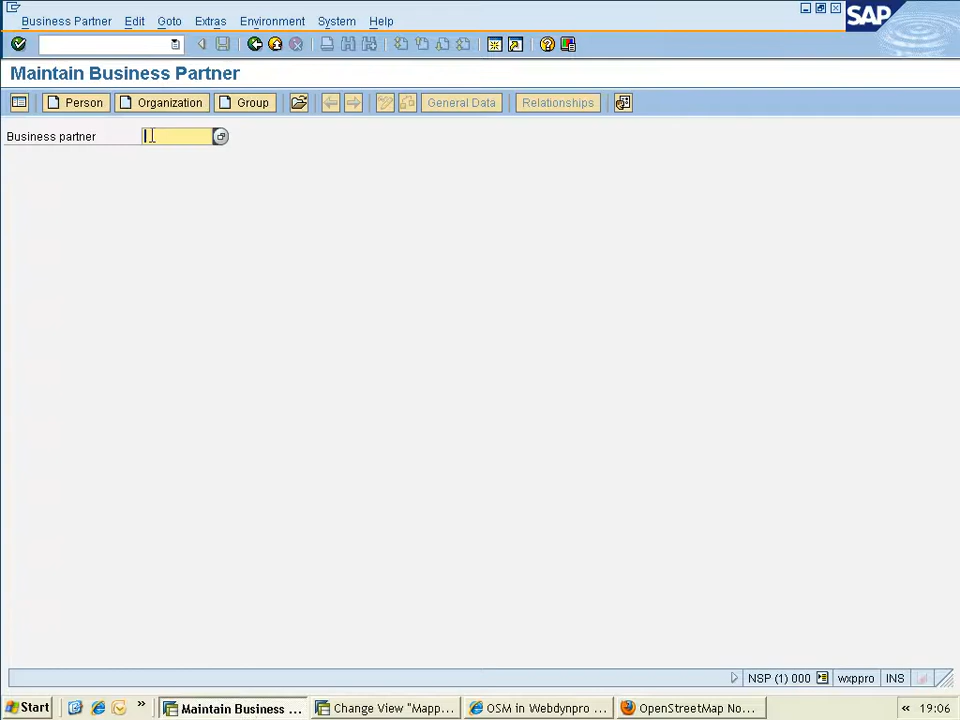 Business Partner Edit Goto Extras Environment System Help
SAP
Maintain Business Partner
Person Organization Group General Data Relationships
Business partner
NSP (1) 000 wxppro INS
Start » Maintain Business ... Change View "Mapp... OSM in Webdynpro ... OpenStreetMap No... « 19:06